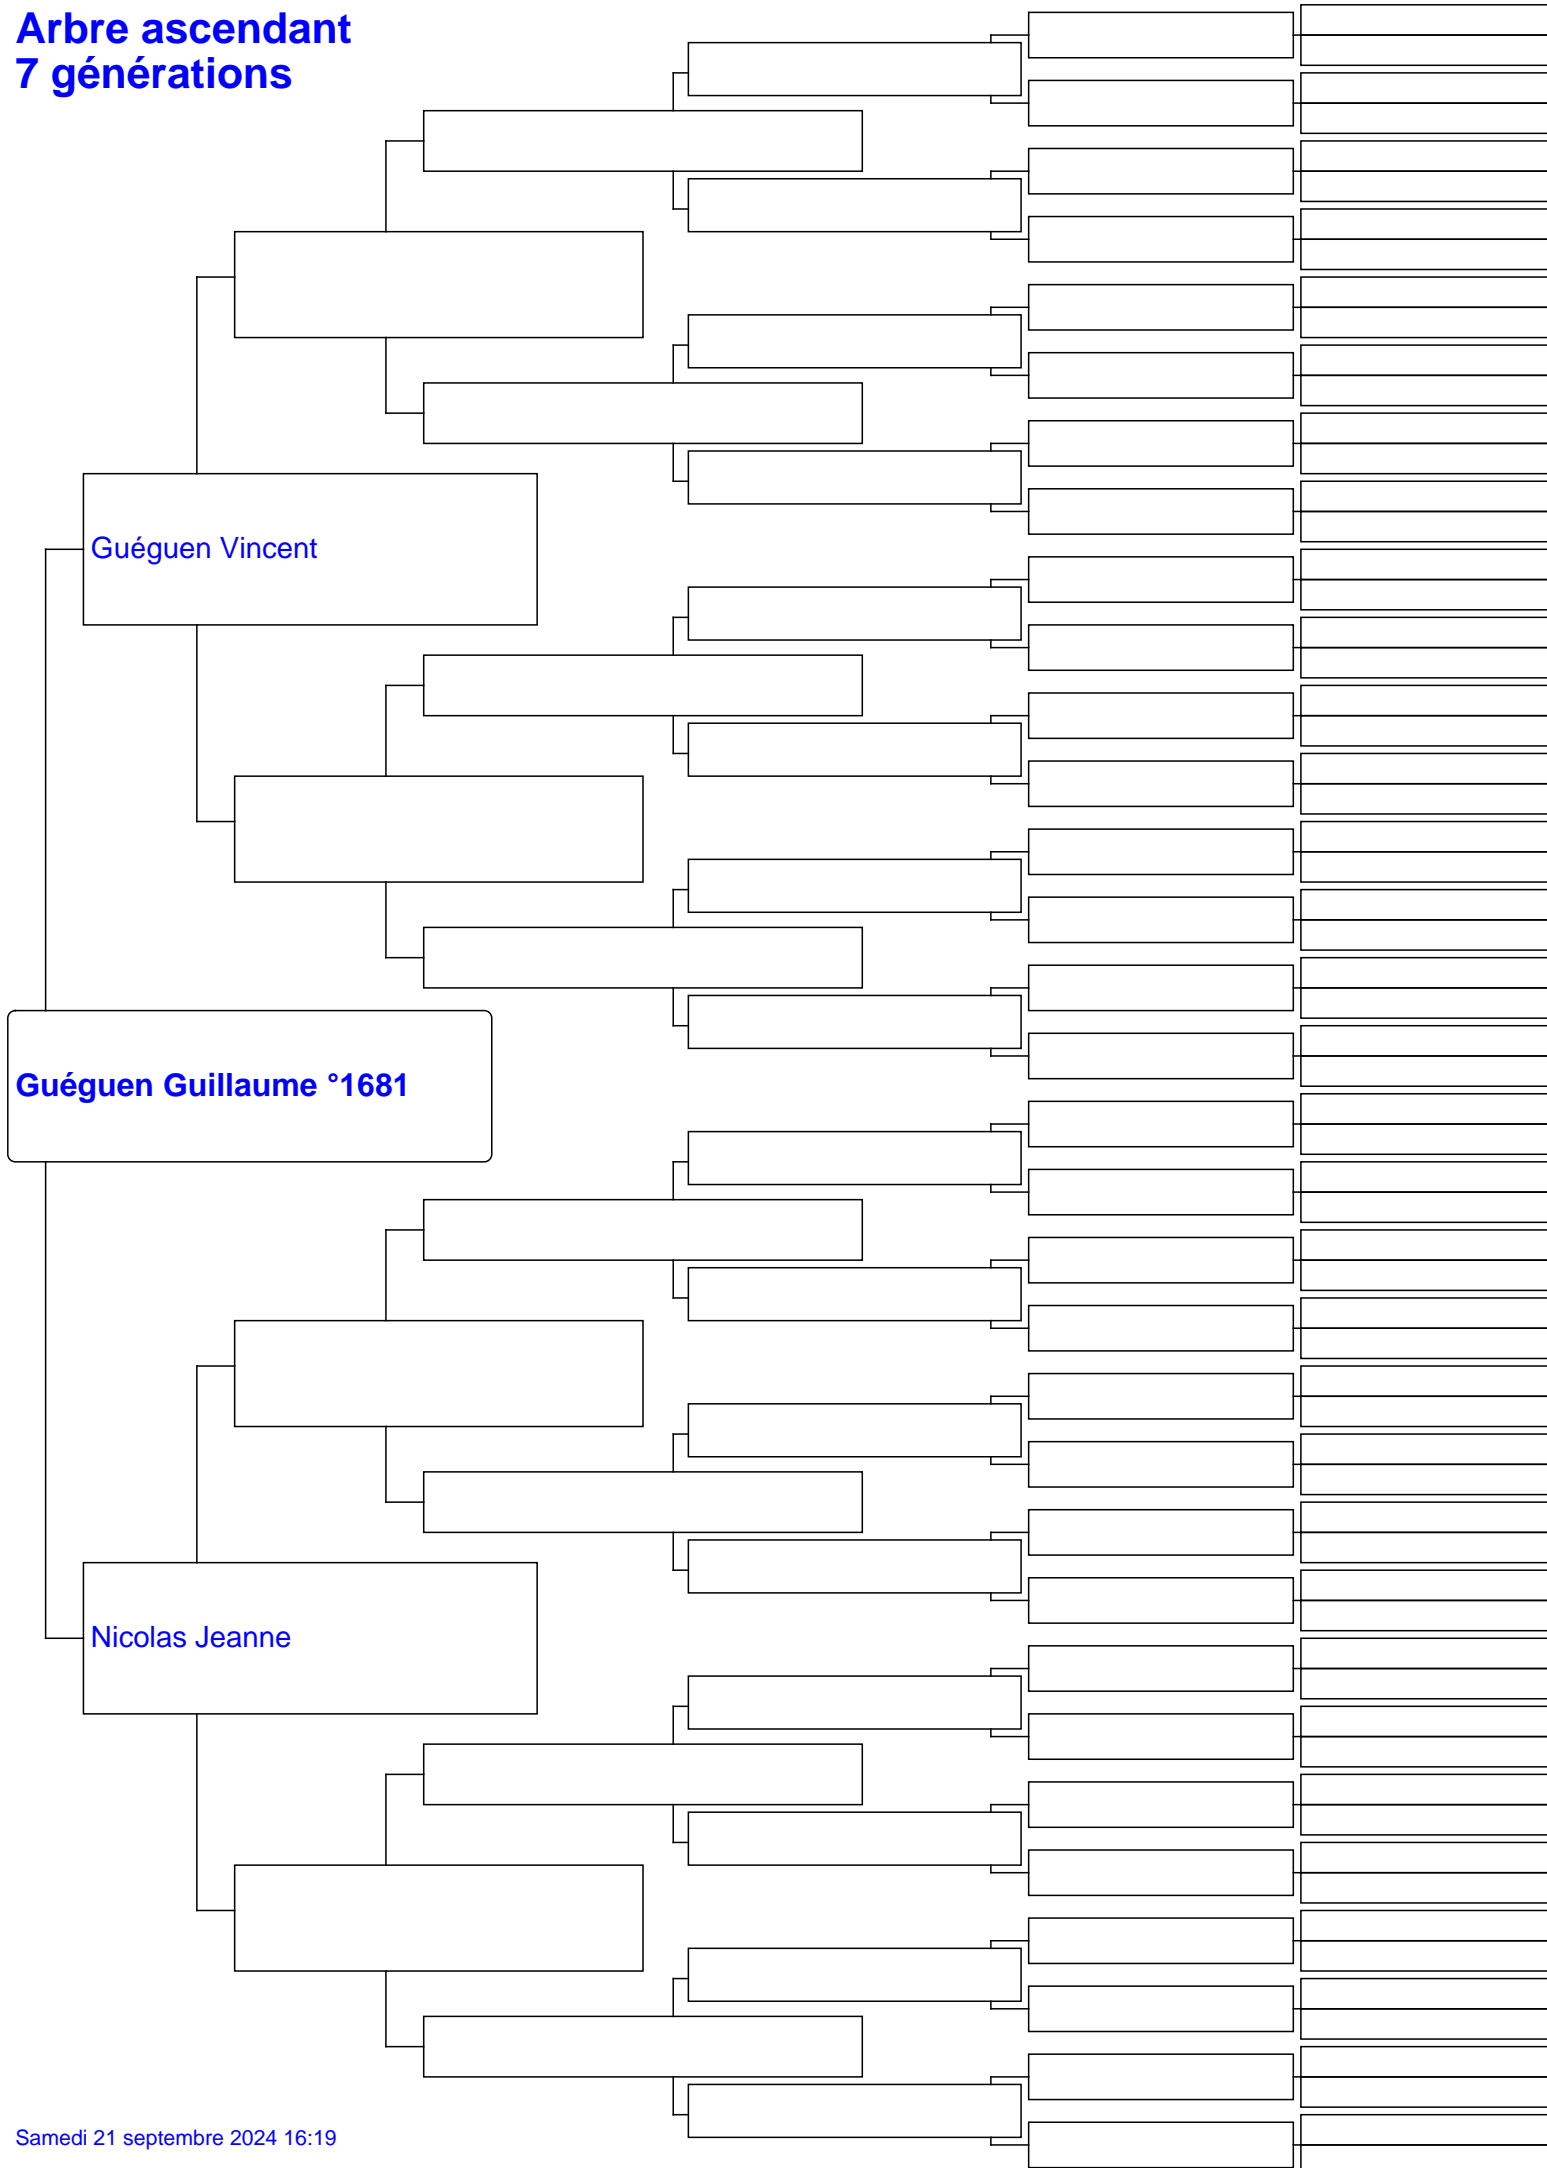 Arbre ascendant
7 générations
Guéguen Vincent
Guéguen Guillaume °1681
Nicolas Jeanne
Samedi 21 septembre 2024 16:19